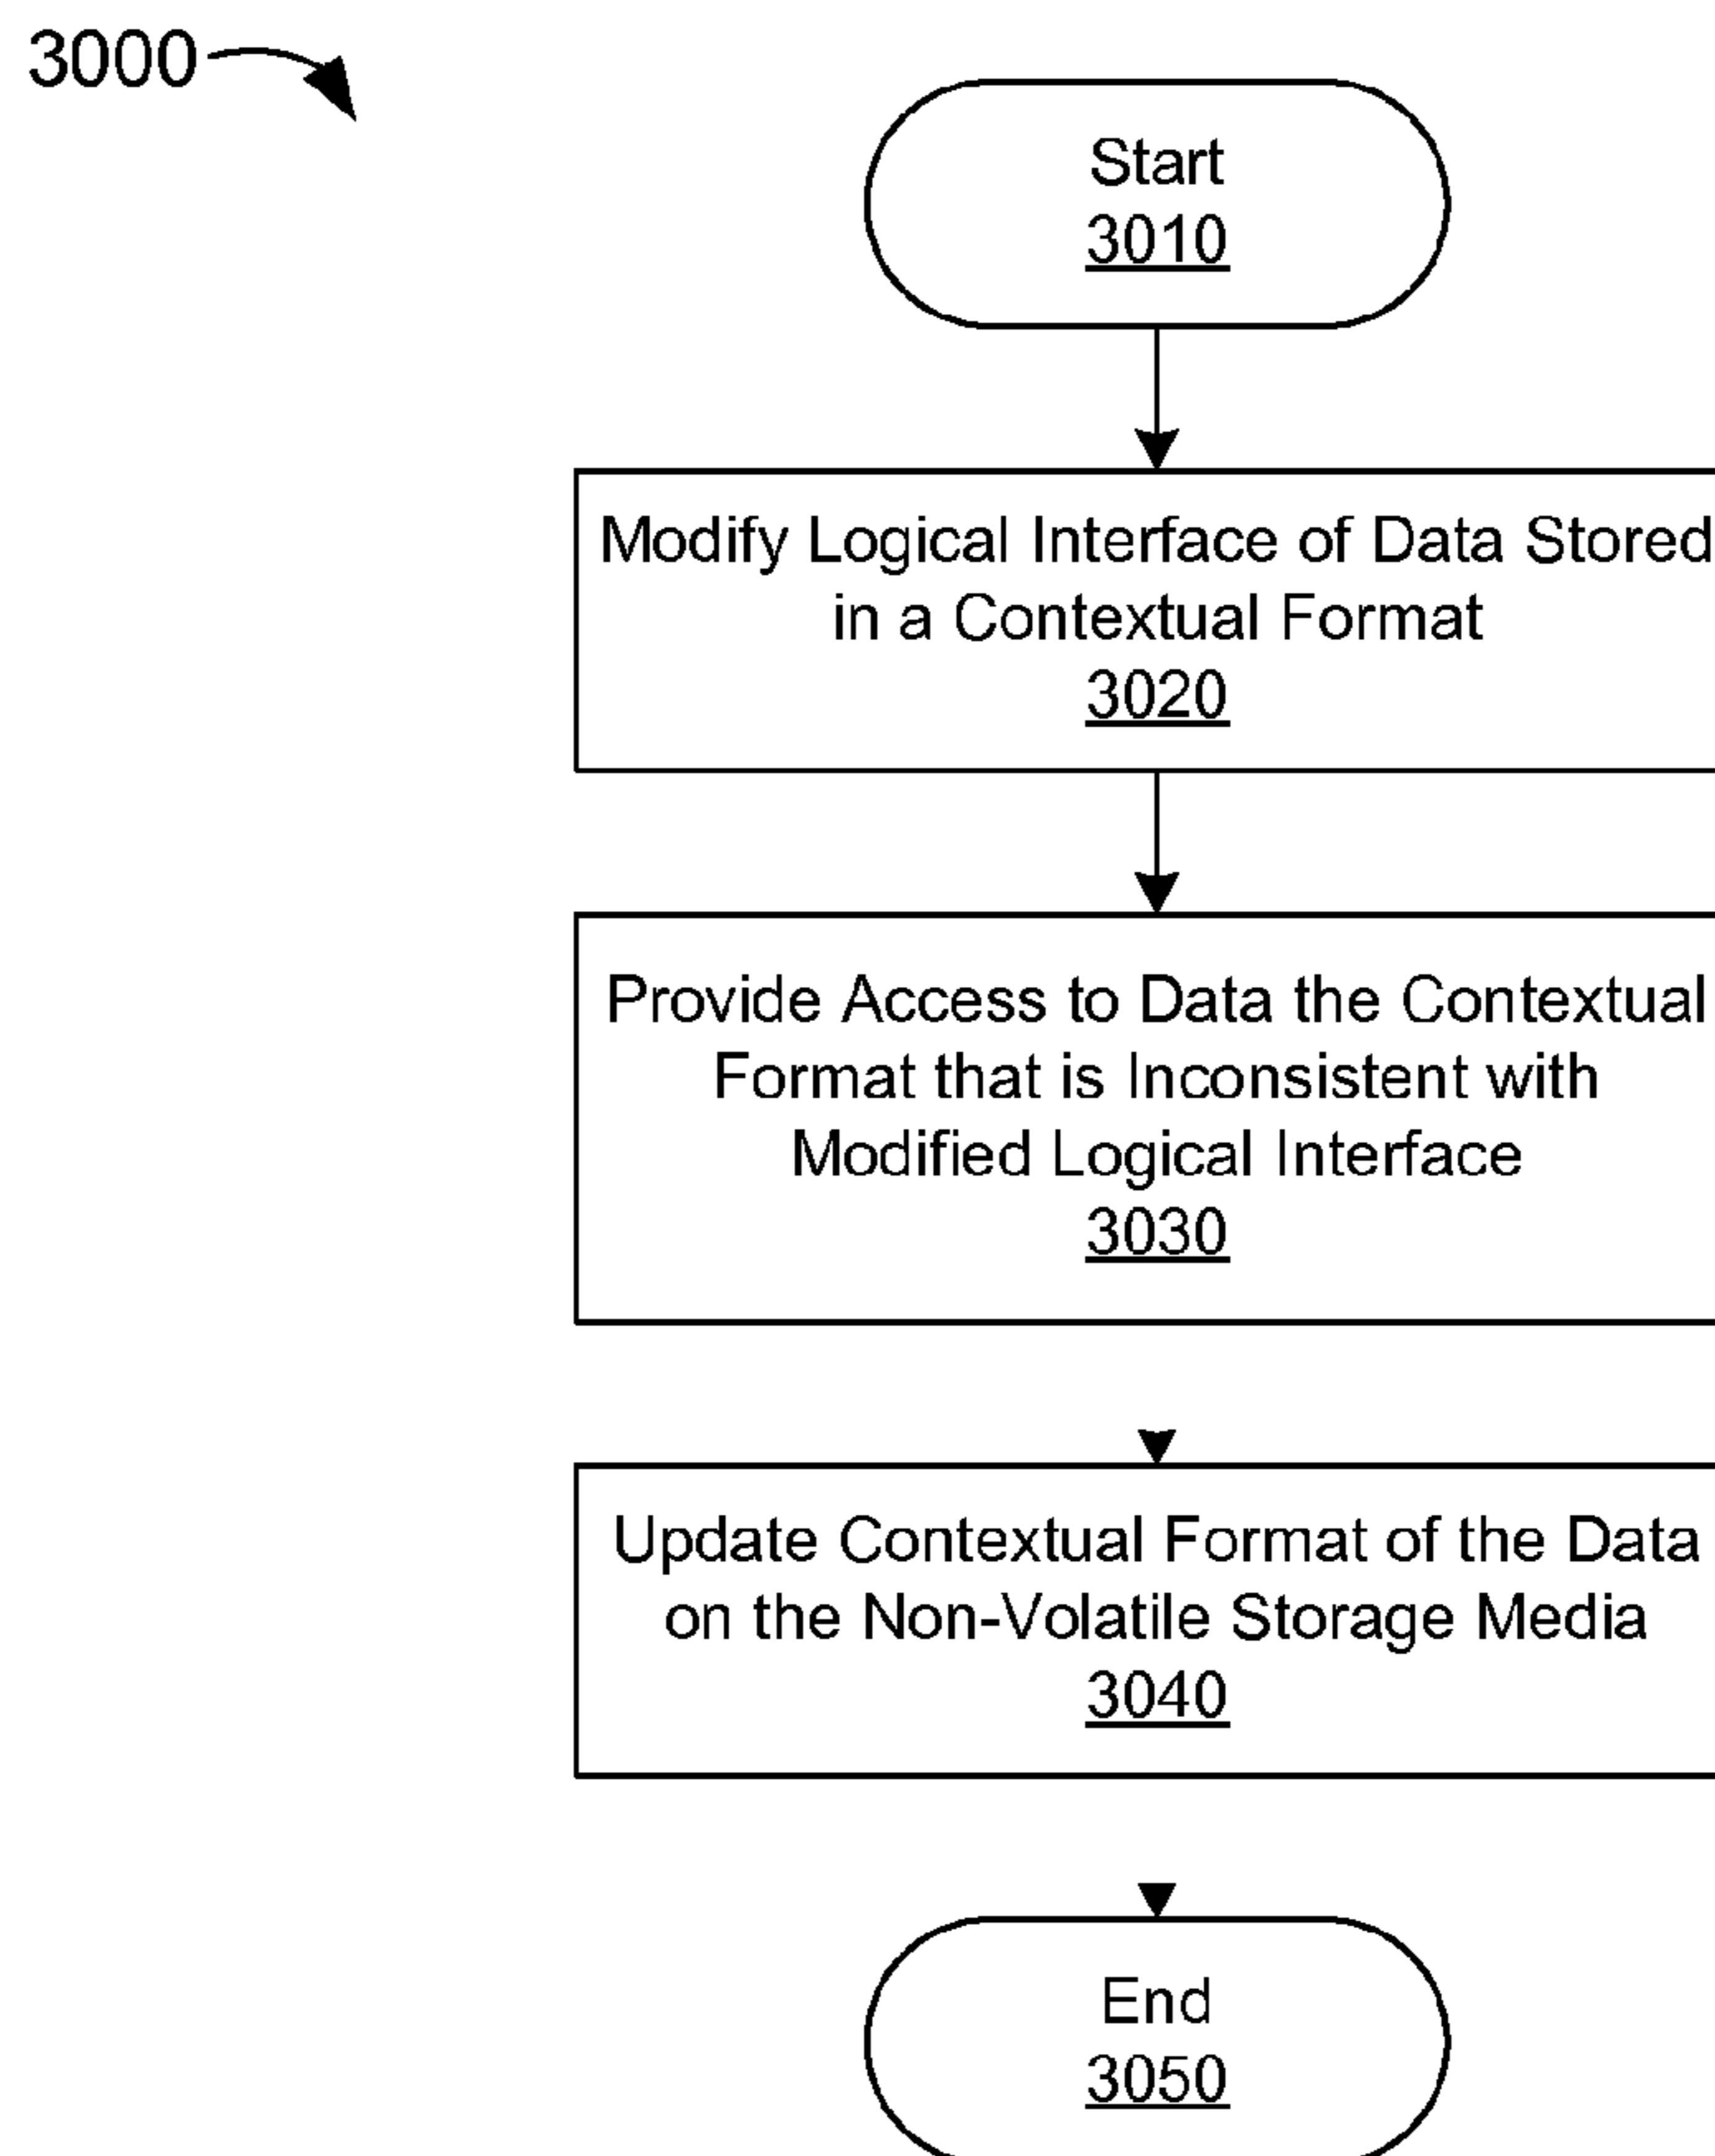 3000
Start
3010
Modify Logical Interface of Data Stored
in a Contextual Format
3020
Provide Access to Data the Contextual
Format that is Inconsistent with
Modified Logical Interface
3030
Update Contextual Format of the Data
on the Non-Volatile Storage Media
3040
End
3050